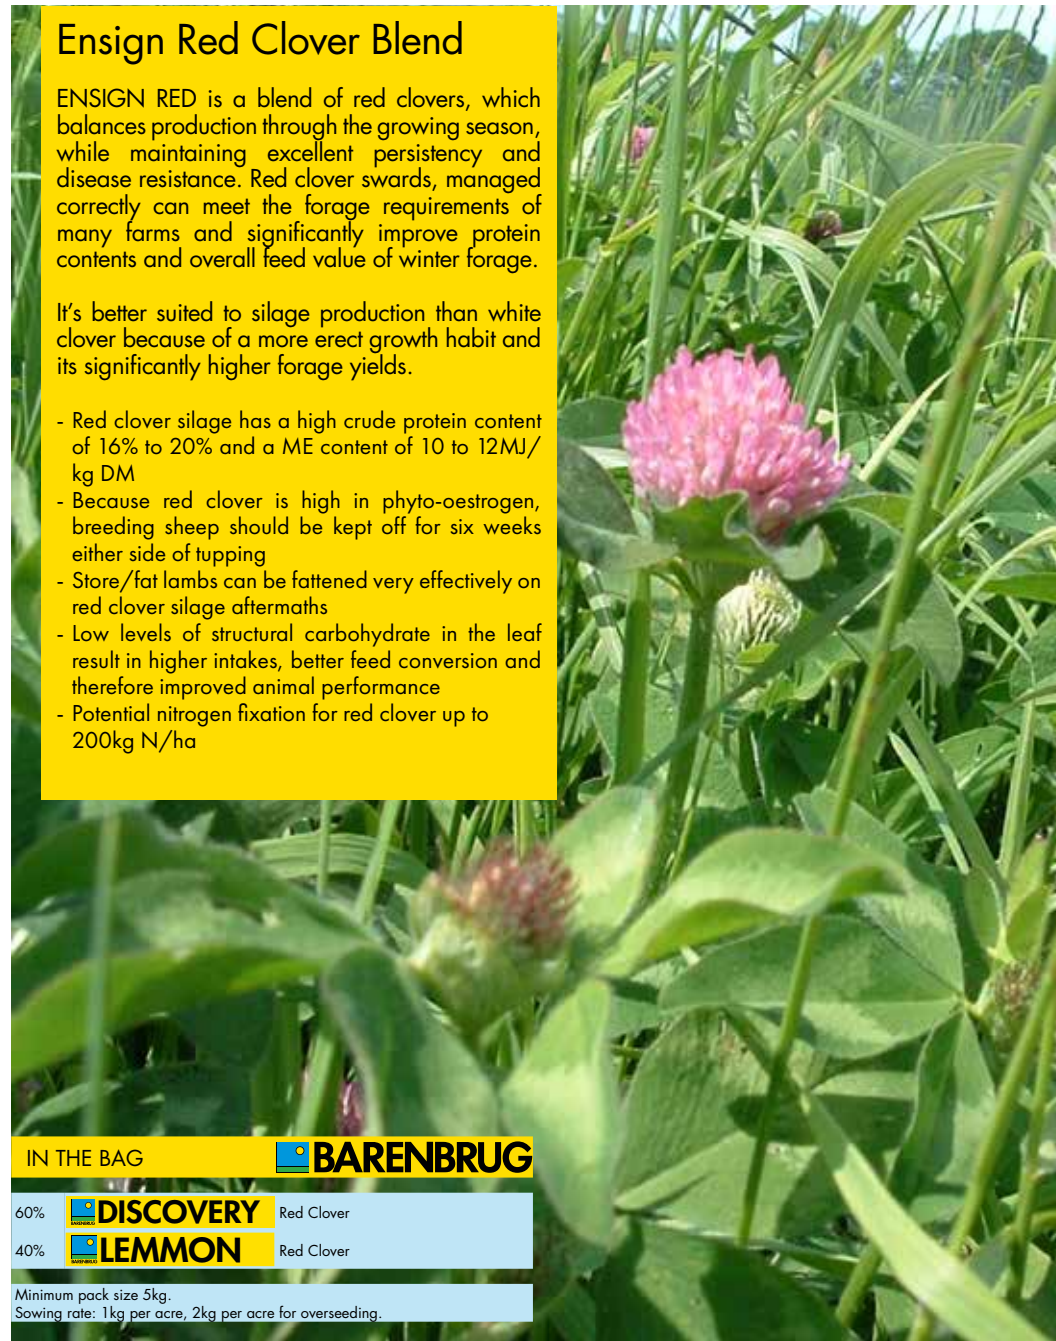 Ensign Red Clover Blend
ENSIGN RED is a blend of red clovers, which
balances production through the growing season,
while maintaining excellent persistency and
disease resistance. Red clover swards, managed
correctly can meet the forage requirements of
many farms and significantly improve protein
contents and overall feed value of winter forage.
It's better suited to silage production than white
clover because of a more erect growth habit and
its significantly higher forage yields.
- Red clover silage has a high crude protein content
of 16% to 20% and a ME content of 10 to 12MJ/
kg DM
- Because red clover is high in phyto-oestrogen,
breeding sheep should be kept off for six weeks
either side of tupping
- Store/fat lambs can be fattened very effectively on
red clover silage aftermaths
- Low levels of structural carbohydrate in the leaf
result in higher intakes, better feed conversion and
therefore improved animal performance
- Potential nitrogen fixation for red clover up to
200kg N/ha
IN THE BAG BARENBRUG
60% BARENBRUG DISCOVERY Red Clover
40% BARENBRUG LEMMON Red Clover
Minimum pack size 5kg.
Sowing rate: 1kg per acre, 2kg per acre for overseeding.